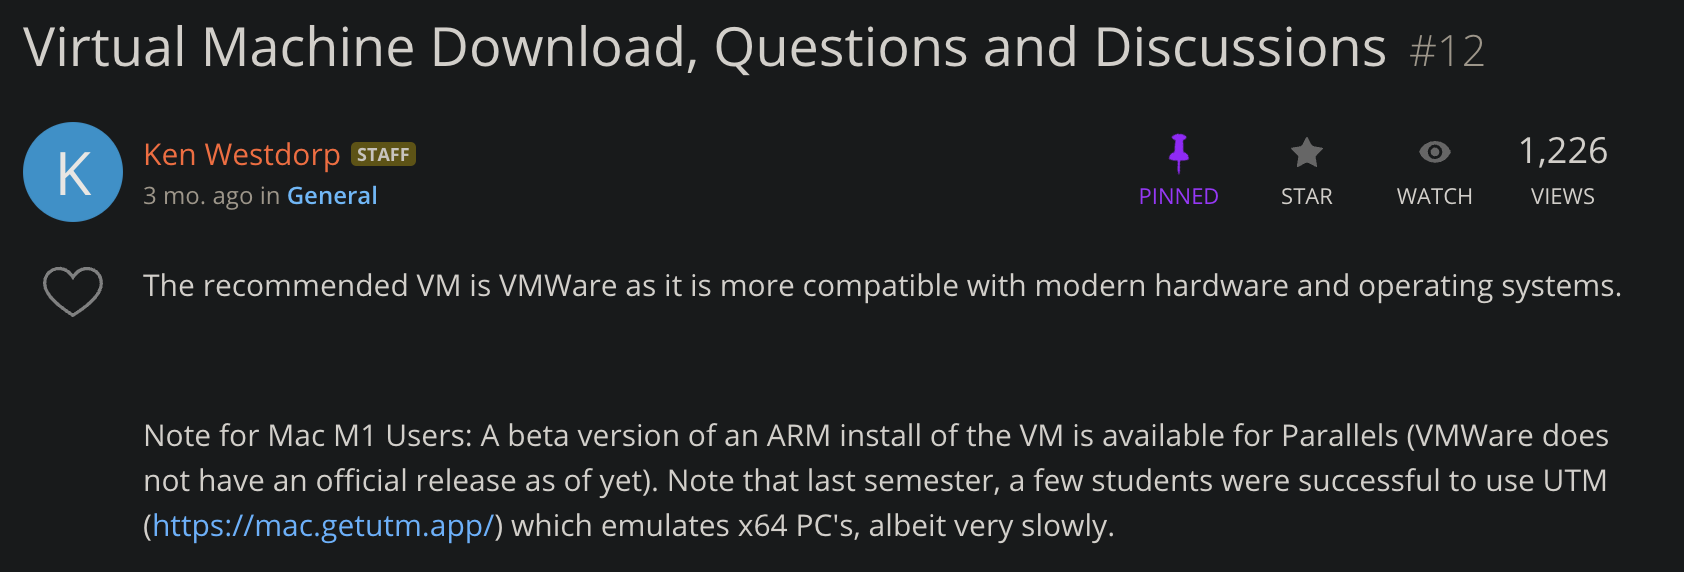 Virtual Machine Download, Questions and Discussions #12
K
Ken Westdorp STAFF
3 mo. ago in General
PINNED
STAR
WATCH
1,226
VIEWS
The recommended VM is VMWare as it is more compatible with modern hardware and operating systems.
Note for Mac M1 Users: A beta version of an ARM install of the VM is available for Parallels (VMWare does
not have an official release as of yet). Note that last semester, a few students were successful to use UTM
(https://mac.getutm.app/) which emulates x64 PC's, albeit very slowly.